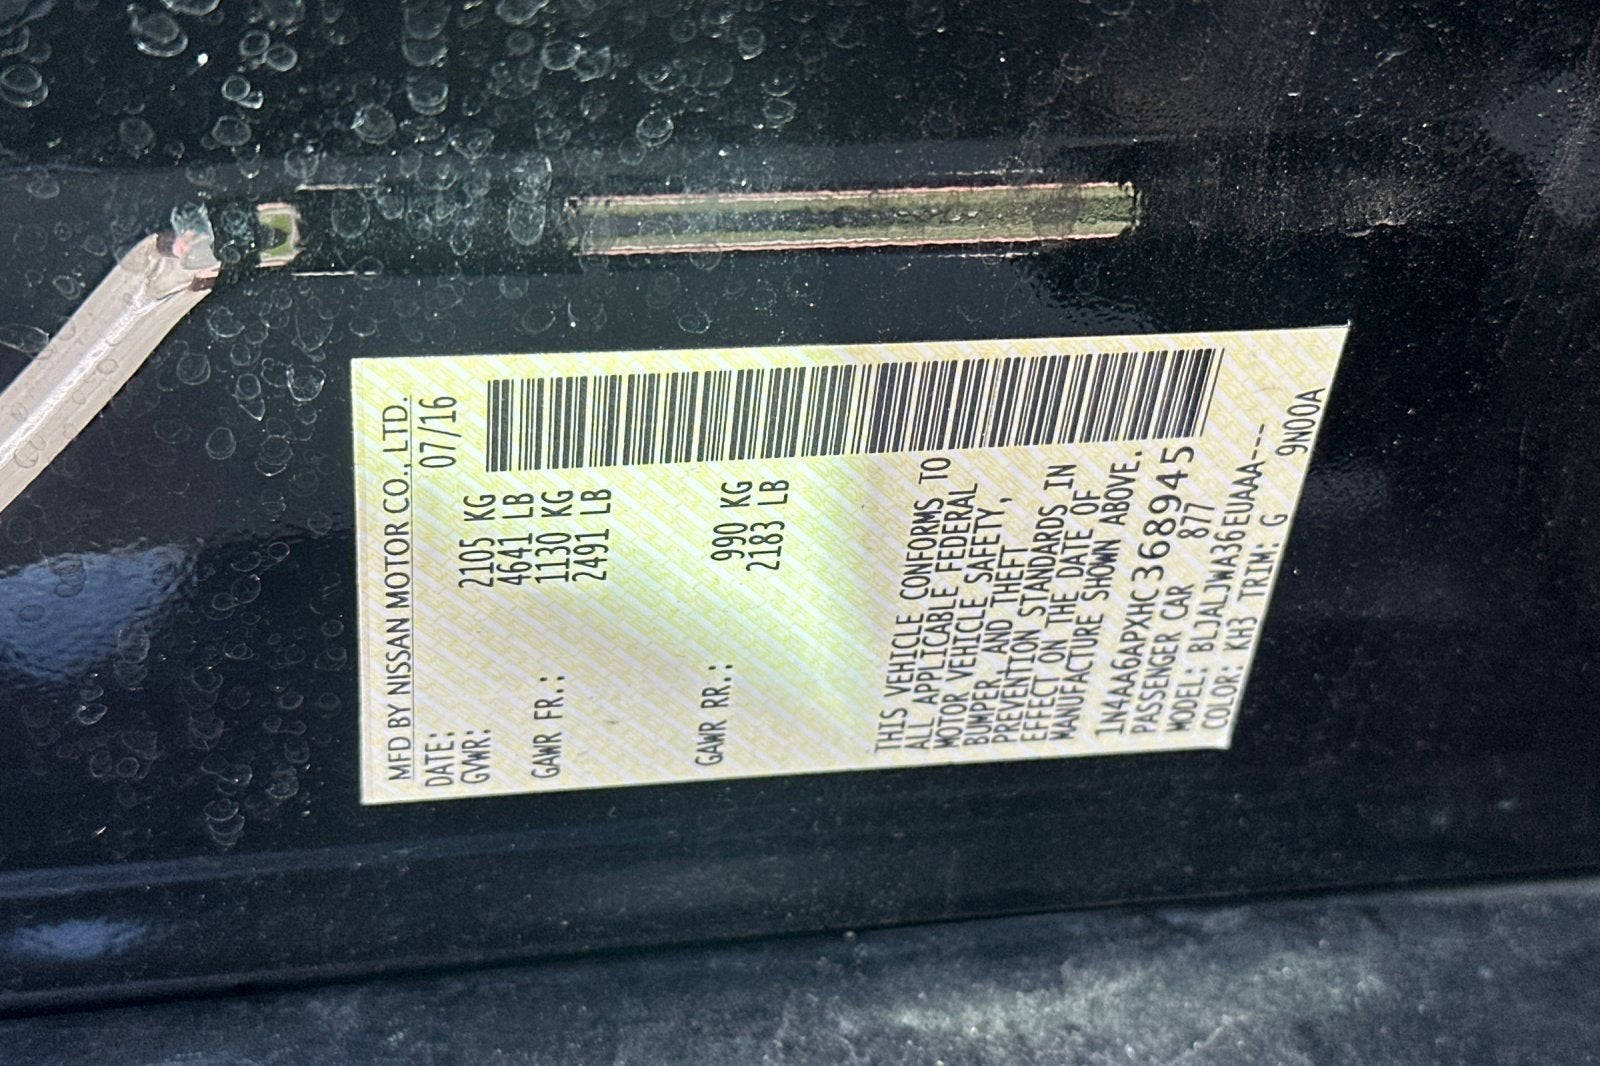 MFD BY NISSAN MOTOR CO., LTD.
DATE: 07/16
GVWR: 2105 KG
4641 LB
GAWR FR.: 1130 KG
2491 LB
GAWR RR.: 990 KG
2183 LB
THIS VEHICLE CONFORMS TO
ALL APPLICABLE FEDERAL
MOTOR VEHICLE SAFETY,
BUMPER, AND THEFT
PREVENTION STANDARDS IN
EFFECT ON THE DATE OF
MANUFACTURE SHOWN ABOVE.
1N4AA6APXHC368945
PASSENGER CAR 877
MODEL: BLJALJWA36EUAAA---
COLOR: KH3 TRIM: G 9N00A